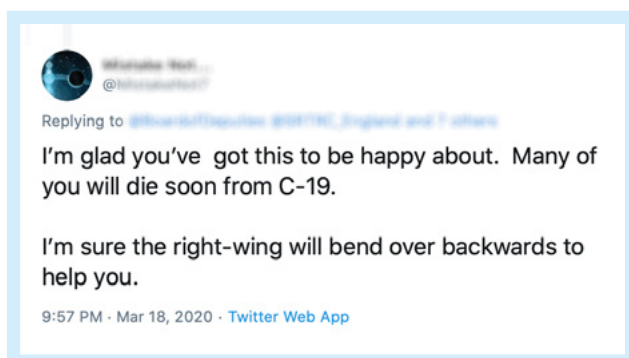 Replying to
I'm glad you've  got this to be happy about.  Many of
you will die soon from C-19.
I'm sure the right-wing will bend over backwards to
help you.
9:57 PM · Mar 18, 2020 · Twitter Web App